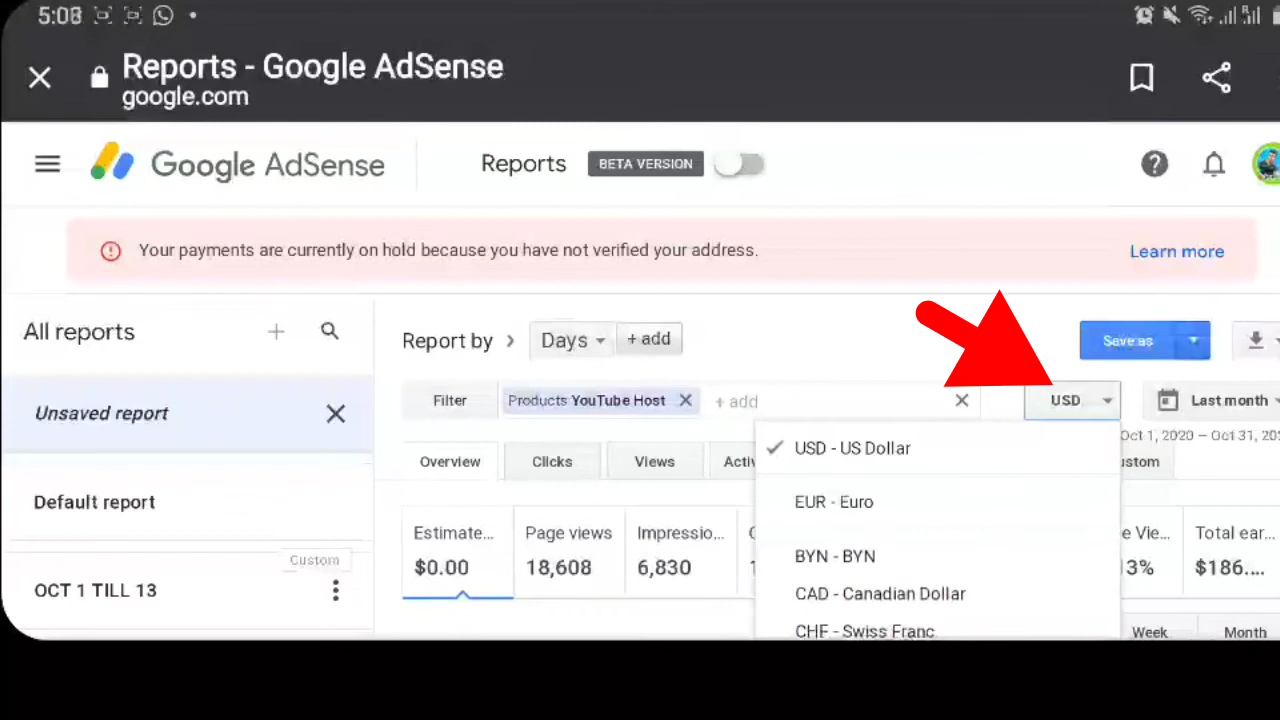 5:08
Reports - Google AdSense
google.com
Google AdSense
Reports
BETA VERSION
Your payments are currently on hold because you have not verified your address.
Learn more
All reports
Report by
Days
+ add
Save as
Unsaved report
Filter
Products YouTube Host
+ add
USD
Last month
Oct 1, 2020 – Oct 31, 202
Overview
Clicks
Views
USD - US Dollar
EUR - Euro
BYN - BYN
CAD - Canadian Dollar
CHF - Swiss Franc
Default report
Estimate...
$0.00
Page views
18,608
Impressio...
6,830
e Vie...
3%
Total ear...
$186....
Custom
OCT 1 TILL 13
Week
Month